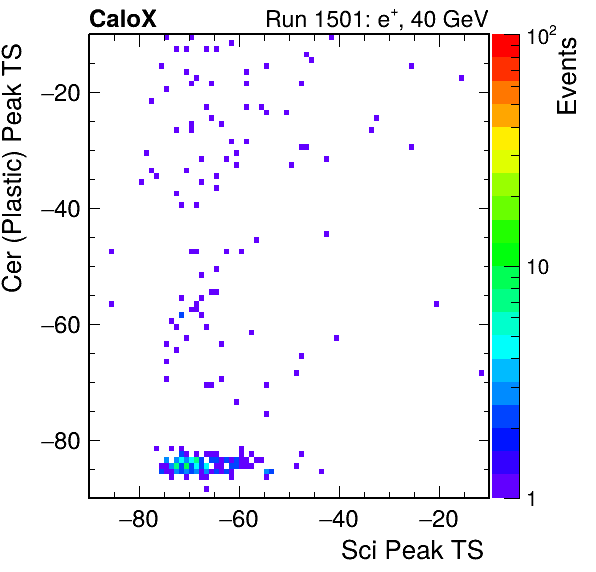 CaloX Run 1501: e⁺, 40 GeV
Cer (Plastic) Peak TS
−20
−40
−60
−80
−80 −60 −40 −20
Sci Peak TS
10²
10
1
Events